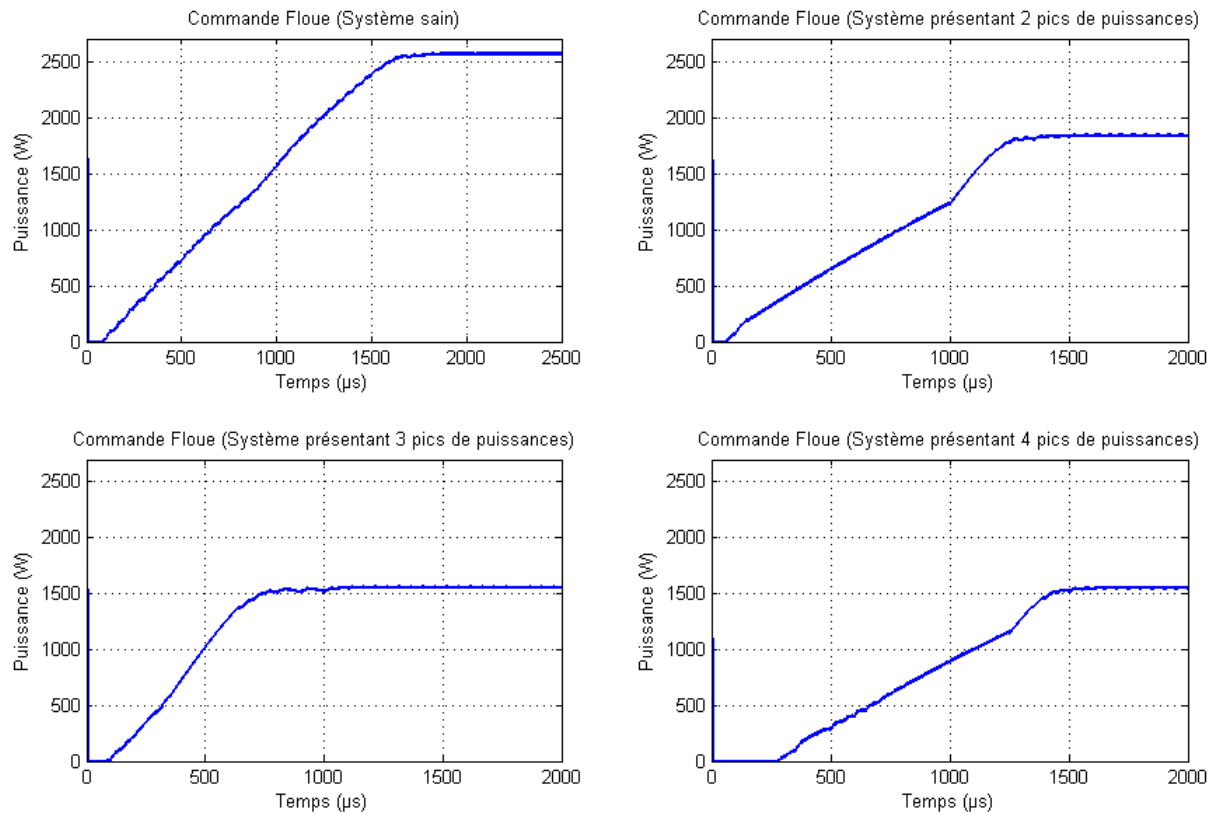 Commande Floue (Système sain)
Puissance (W)
2500
2000
1500
1000
500
0
0 500 1000 1500 2000 2500
Temps (µs)
Commande Floue (Système présentant 2 pics de puissances)
Puissance (W)
2500
2000
1500
1000
500
0
0 500 1000 1500 2000
Temps (µs)
Commande Floue (Système présentant 3 pics de puissances)
Puissance (W)
2500
2000
1500
1000
500
0
0 500 1000 1500 2000
Temps (µs)
Commande Floue (Système présentant 4 pics de puissances)
Puissance (W)
2500
2000
1500
1000
500
0
0 500 1000 1500 2000
Temps (µs)